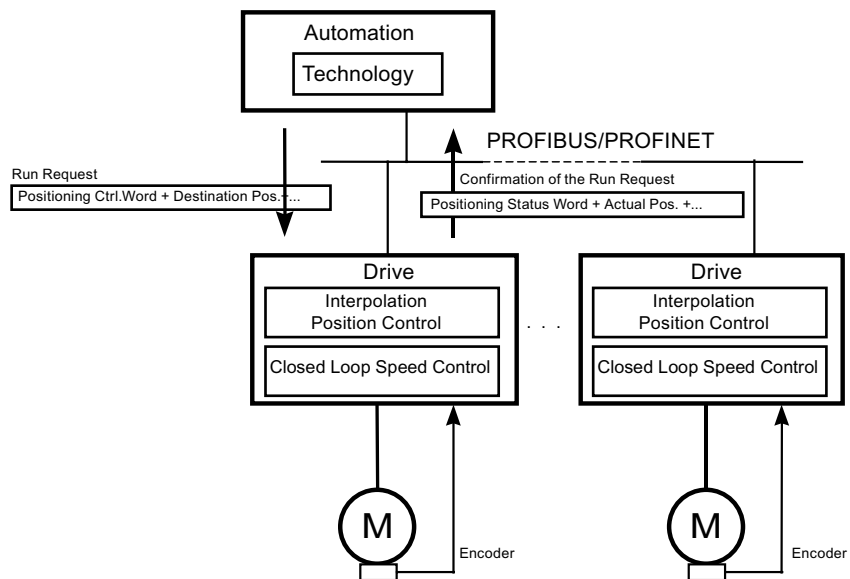 Automation
Technology
PROFIBUS/PROFINET
Run Request
Positioning Ctrl.Word + Destination Pos.+...
Confirmation of the Run Request
Positioning Status Word + Actual Pos. +...
Drive
Interpolation
Position Control
Closed Loop Speed Control
. . .
Drive
Interpolation
Position Control
Closed Loop Speed Control
M
Encoder
M
Encoder